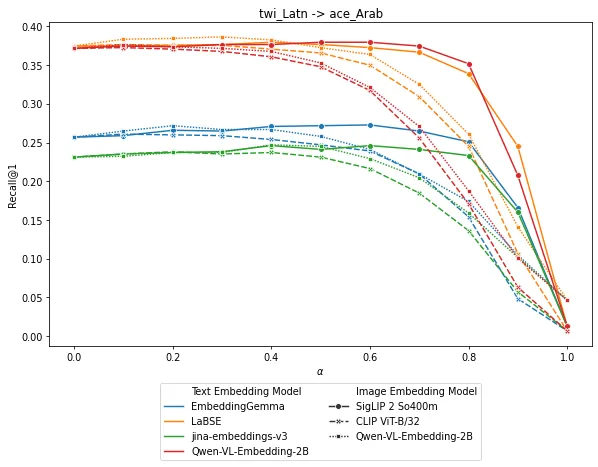 twi_Latn -> ace_Arab
Recall@1
0.40
0.35
0.30
0.25
0.20
0.15
0.10
0.05
0.00
0.0 0.2 0.4 0.6 0.8 1.0
α
Text Embedding Model
EmbeddingGemma
LaBSE
jina-embeddings-v3
Qwen-VL-Embedding-2B
Image Embedding Model
SigLIP 2 So400m
CLIP ViT-B/32
Qwen-VL-Embedding-2B